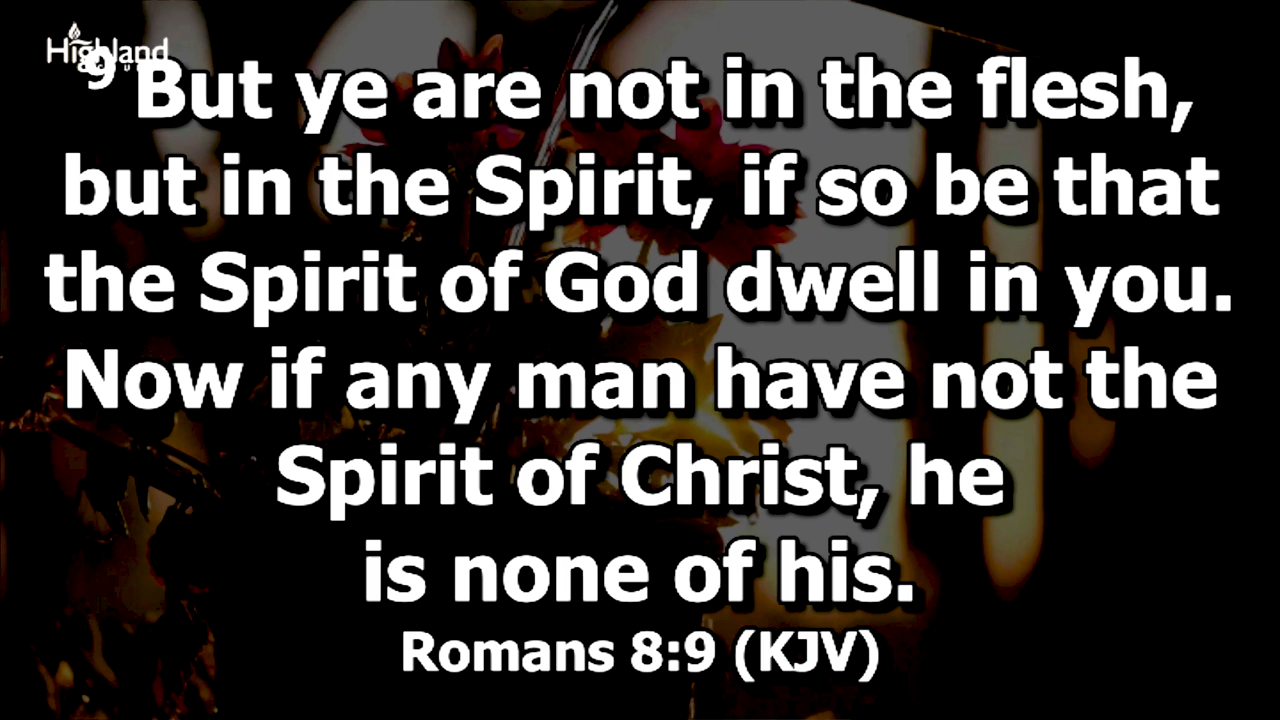 Highland
9 But ye are not in the flesh,
but in the Spirit, if so be that
the Spirit of God dwell in you.
Now if any man have not the
Spirit of Christ, he
is none of his.
Romans 8:9 (KJV)